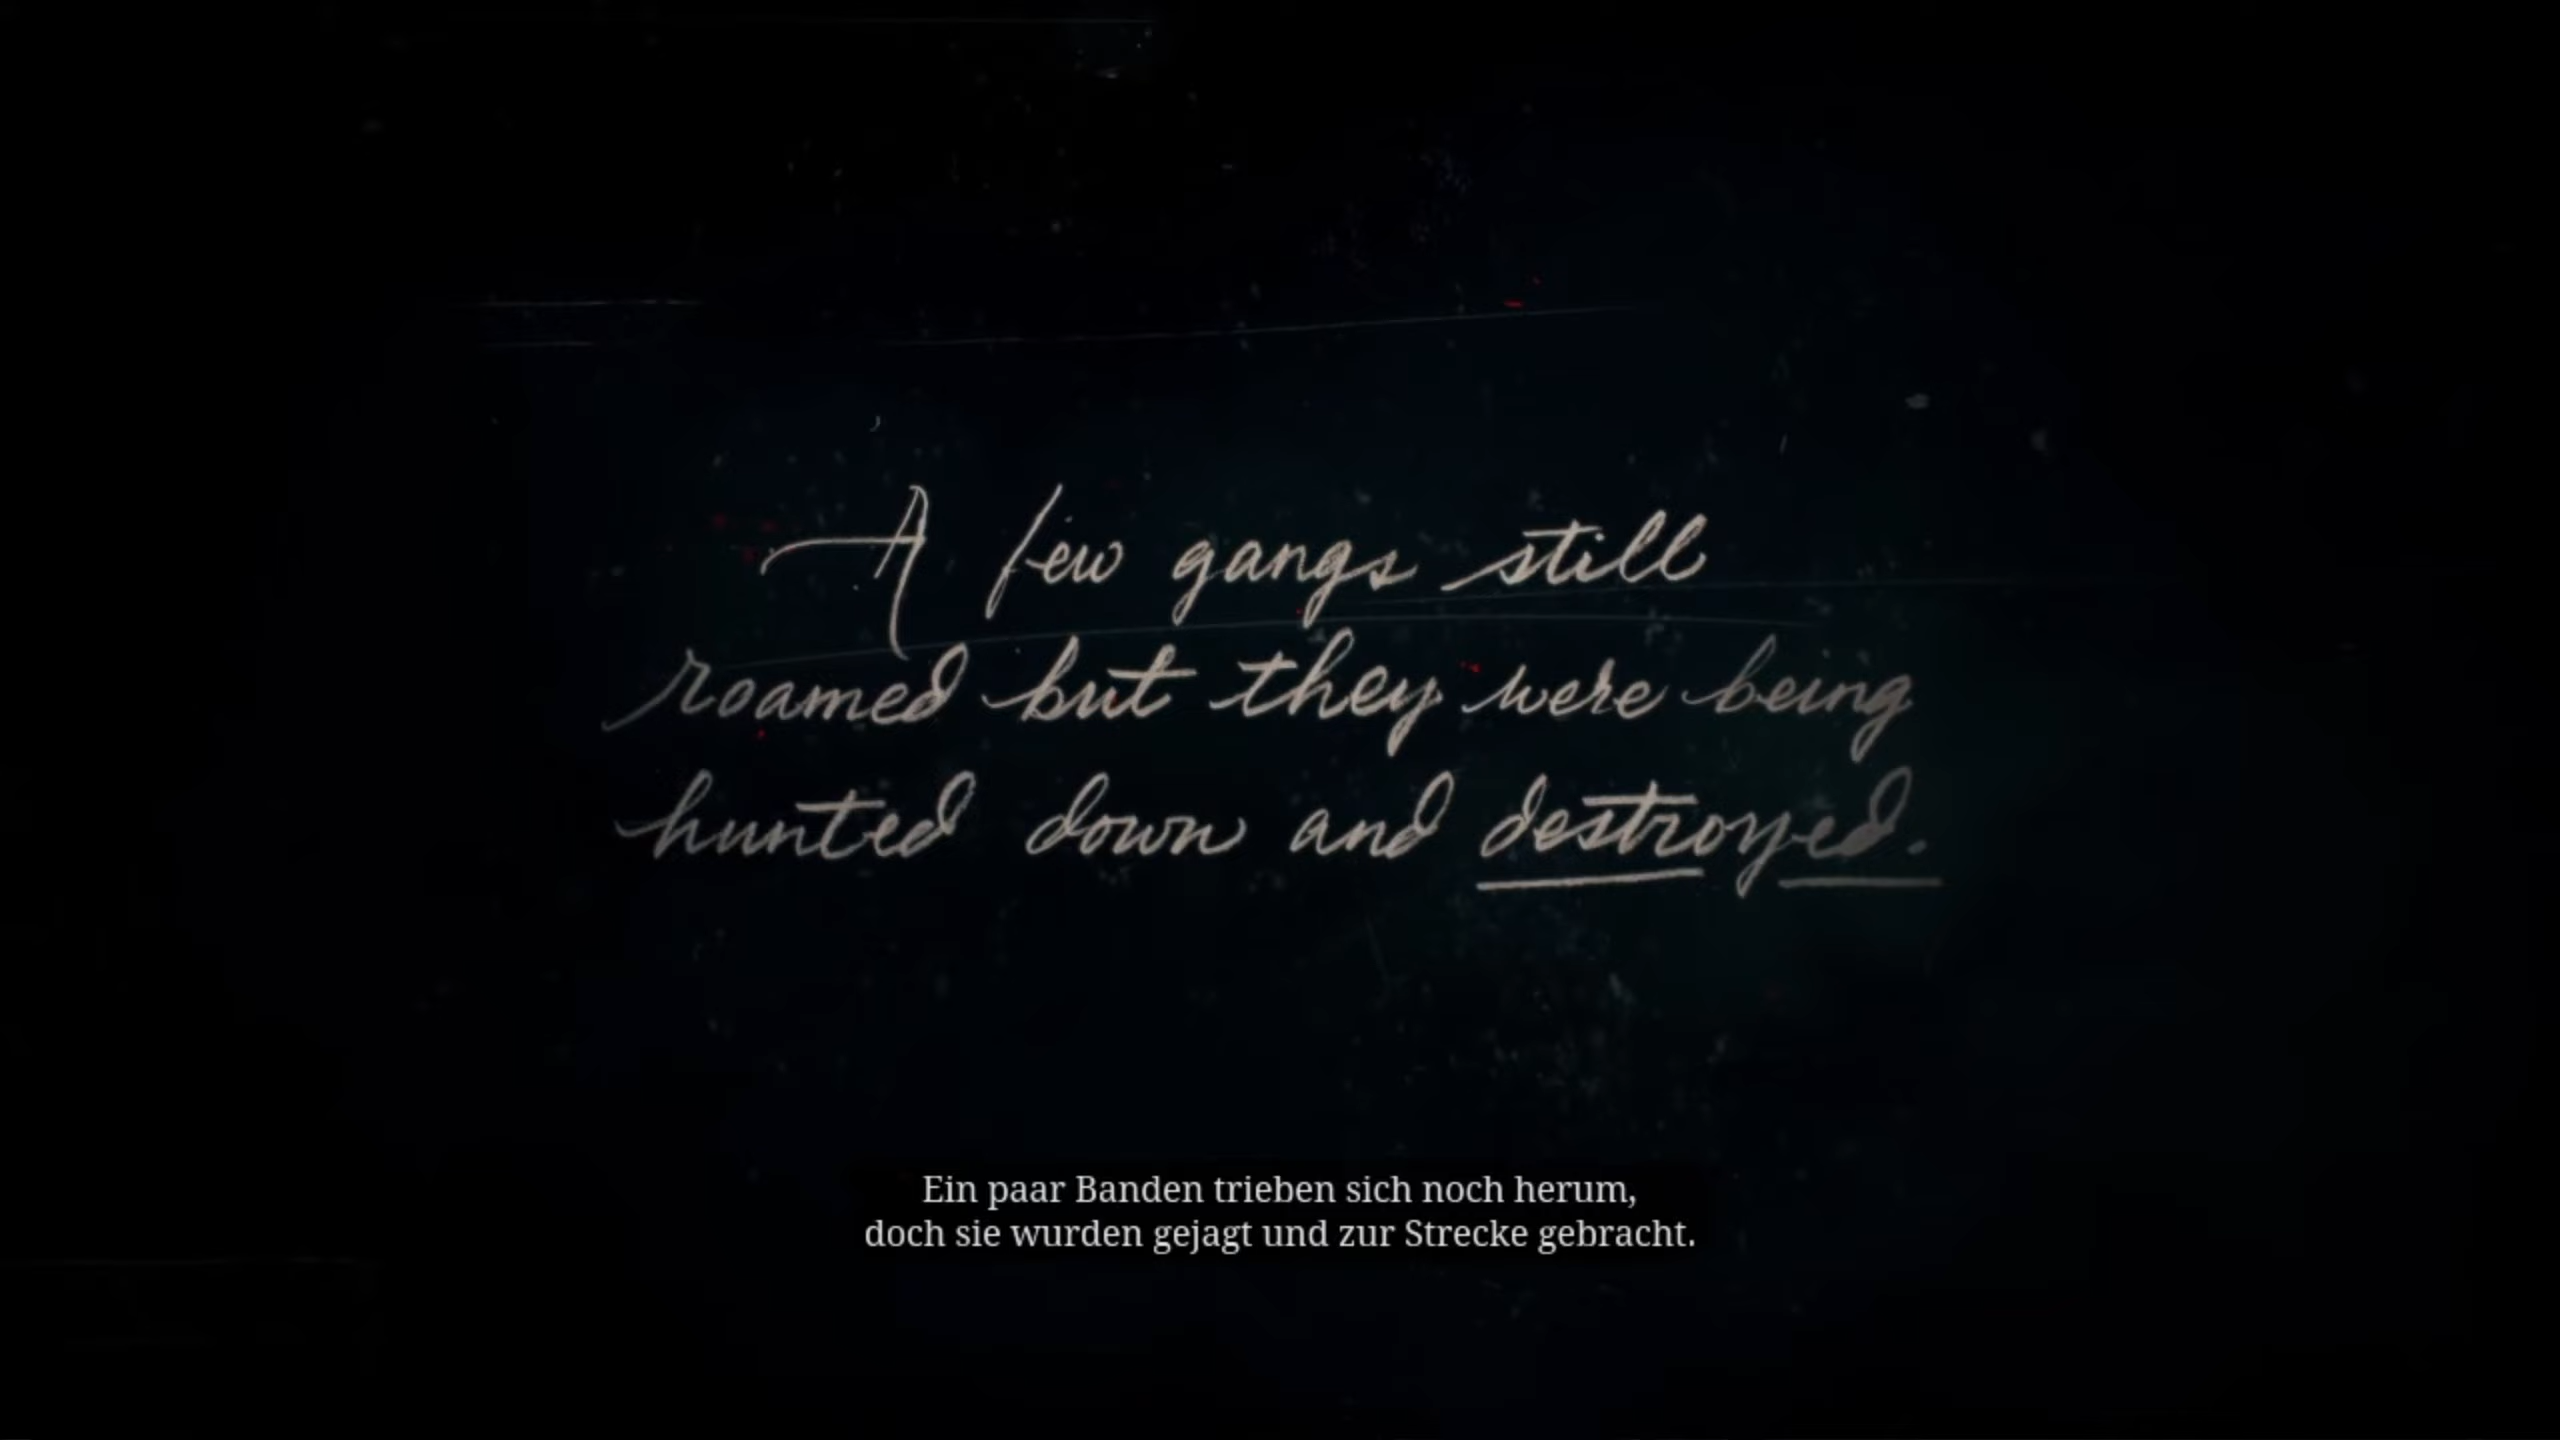 A few gangs still
roamed but they were being
hunted down and destroyed.
Ein paar Banden trieben sich noch herum,
doch sie wurden gejagt und zur Strecke gebracht.